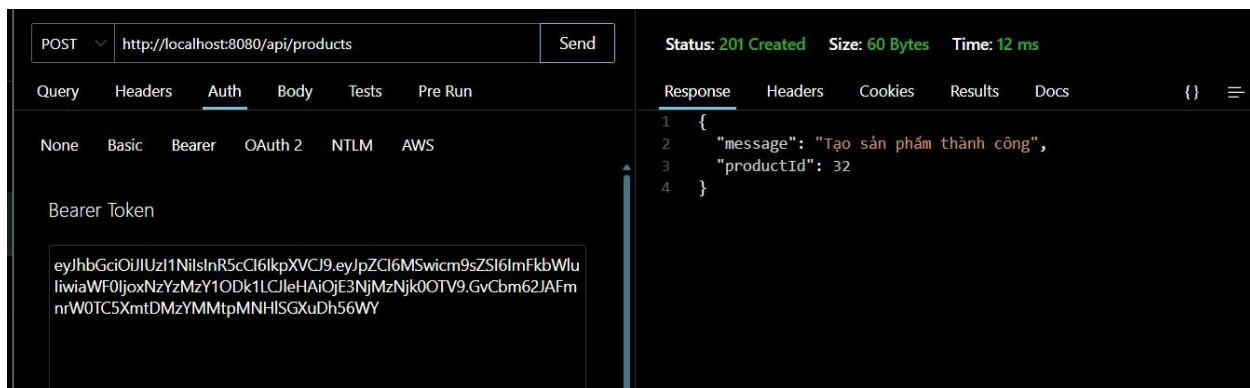 POST http://localhost:8080/api/products Send
Query Headers Auth Body Tests Pre Run
None Basic Bearer OAuth 2 NTLM AWS
Bearer Token
eyJhbGciOiJIUzI1NiIsInR5cCI6IkpXVCJ9.eyJpZCI6MSwicm9sZSI6ImFkbWlu
IiwiaWF0IjoxNzYzMzY1ODk1LCJleHAiOjE3NjMzNjk0OTV9.GvCbm62JAFm
nrW0TC5XmtDMzYMMtpMNHlSGXuDh56WY
Status: 201 Created Size: 60 Bytes Time: 12 ms
Response Headers Cookies Results Docs {}
1 {
2 "message": "Tạo sản phẩm thành công",
3 "productId": 32
4 }